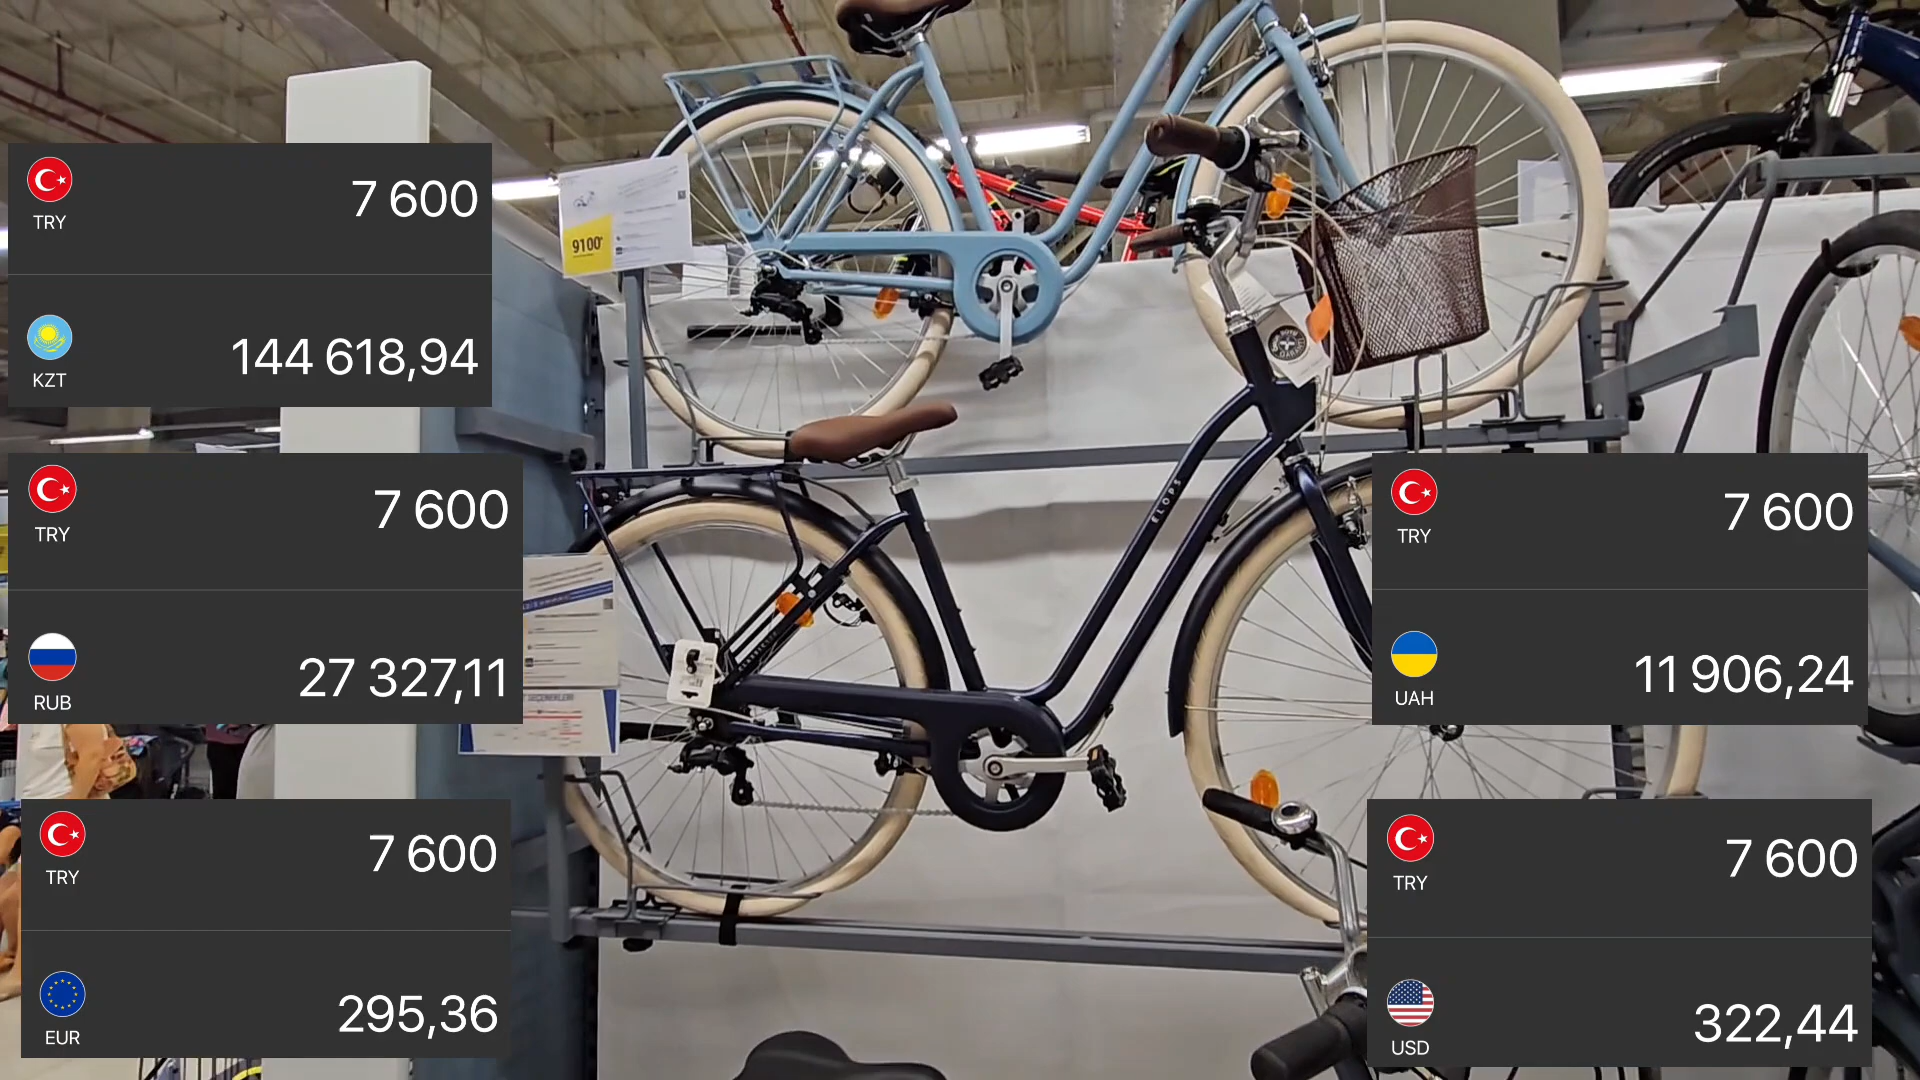 TRY
7 600
KZT
144 618,94
9100
TRY
7 600
RUB
27 327,11
TRY
7 600
EUR
295,36
ELOPS
TRY
7 600
UAH
11 906,24
TRY
7 600
USD
322,44